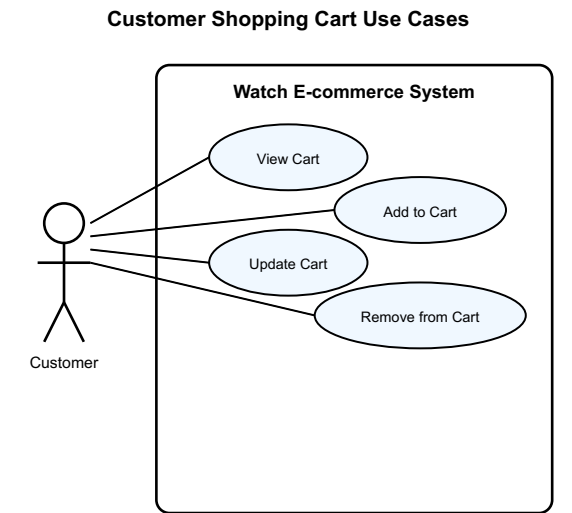 Customer Shopping Cart Use Cases
Watch E-commerce System
View Cart
Add to Cart
Update Cart
Remove from Cart
Customer